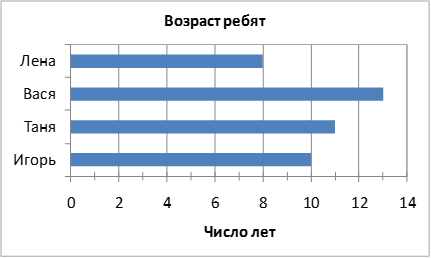 Возраст ребят
Лена
Вася
Таня
Игорь
0 2 4 6 8 10 12 14
Число лет